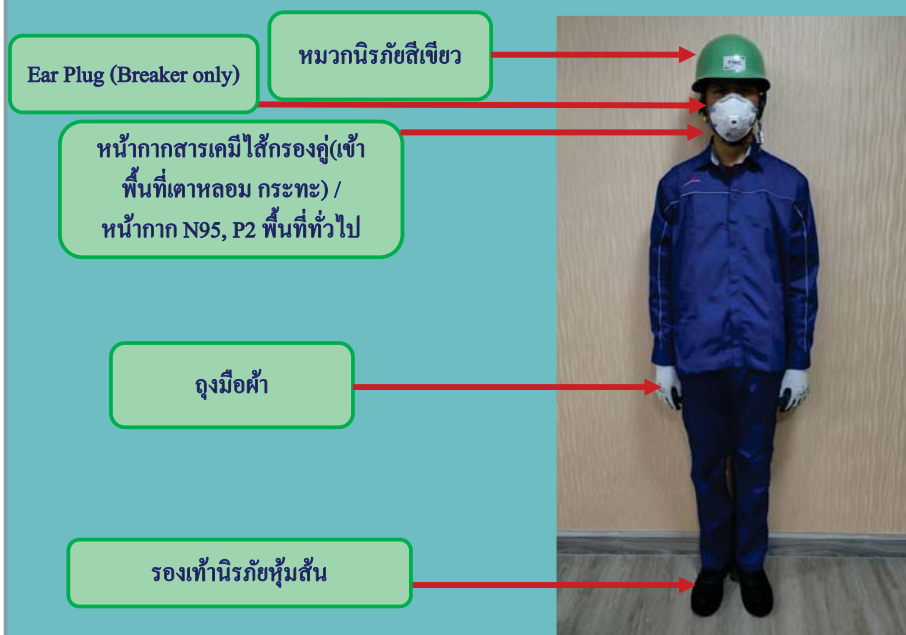 หมวกนิรภัยสีเขียว
Ear Plug (Breaker only)
หน้ากากสารเคมีไส้กรองคู่(เข้า
พื้นที่เตาหลอม กระทะ) /
หน้ากาก N95, P2 พื้นที่ทั่วไป
ถุงมือผ้า
รองเท้านิรภัยหุ้มส้น